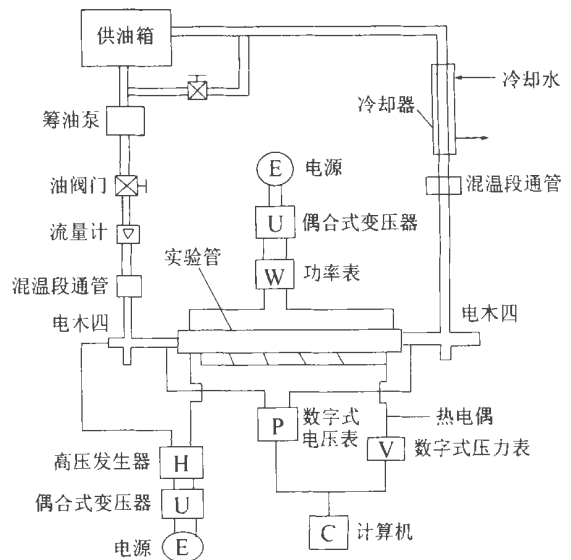 供油箱
冷却水
冷却器
筹油泵
E
电源
混温段通管
油阀门
U
偶合式变压器
流量计
实验管
W
功率表
混温段通管
电木四
电木四
P
数字式
电压表
热电偶
高压发生器
H
V
数字式压力表
偶合式变压器
U
C
计算机
电源
E